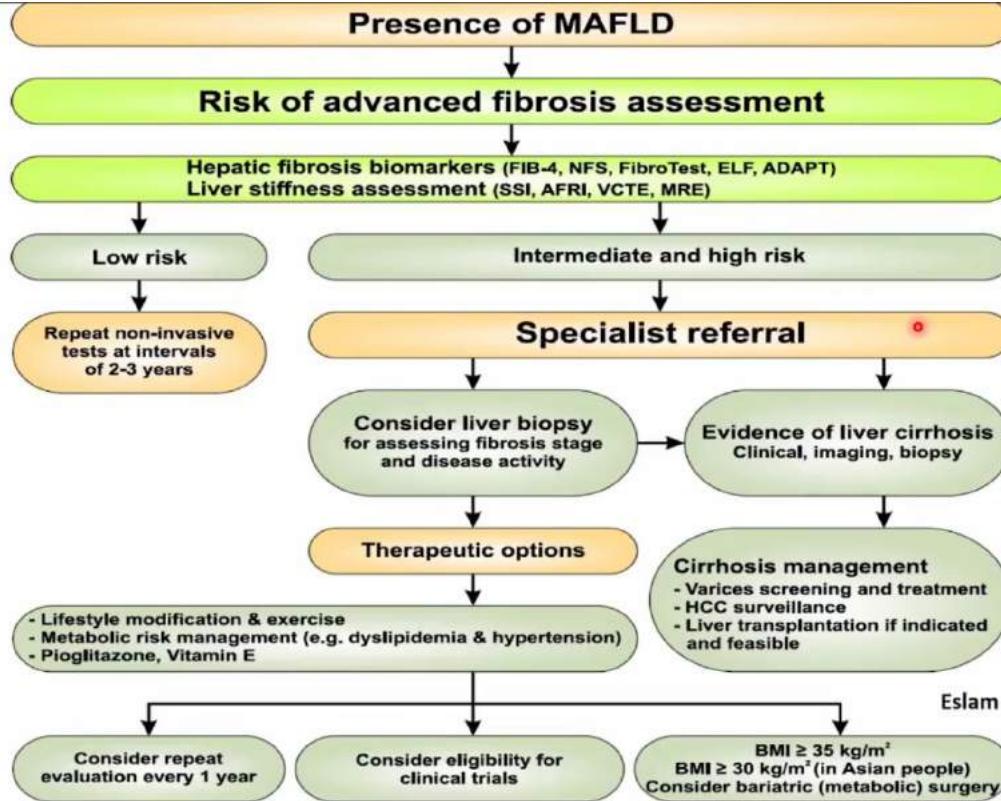 Presence of MAFLD
Risk of advanced fibrosis assessment
Hepatic fibrosis biomarkers (FIB-4, NFS, FibroTest, ELF, ADAPT)
Liver stiffness assessment (SSI, AFRI, VCTE, MRE)
Low risk
Intermediate and high risk
Repeat non-invasive
tests at intervals
of 2-3 years
Specialist referral
Consider liver biopsy
for assessing fibrosis stage
and disease activity
Evidence of liver cirrhosis
Clinical, imaging, biopsy
Therapeutic options
Cirrhosis management
- Varices screening and treatment
- HCC surveillance
- Liver transplantation if indicated
and feasible
- Lifestyle modification & exercise
- Metabolic risk management (e.g. dyslipidemia & hypertension)
- Pioglitazone, Vitamin E
Eslam
Consider repeat
evaluation every 1 year
Consider eligibility for
clinical trials
BMI ≥ 35 kg/m²
BMI ≥ 30 kg/m² (in Asian people)
Consider bariatric (metabolic) surgery